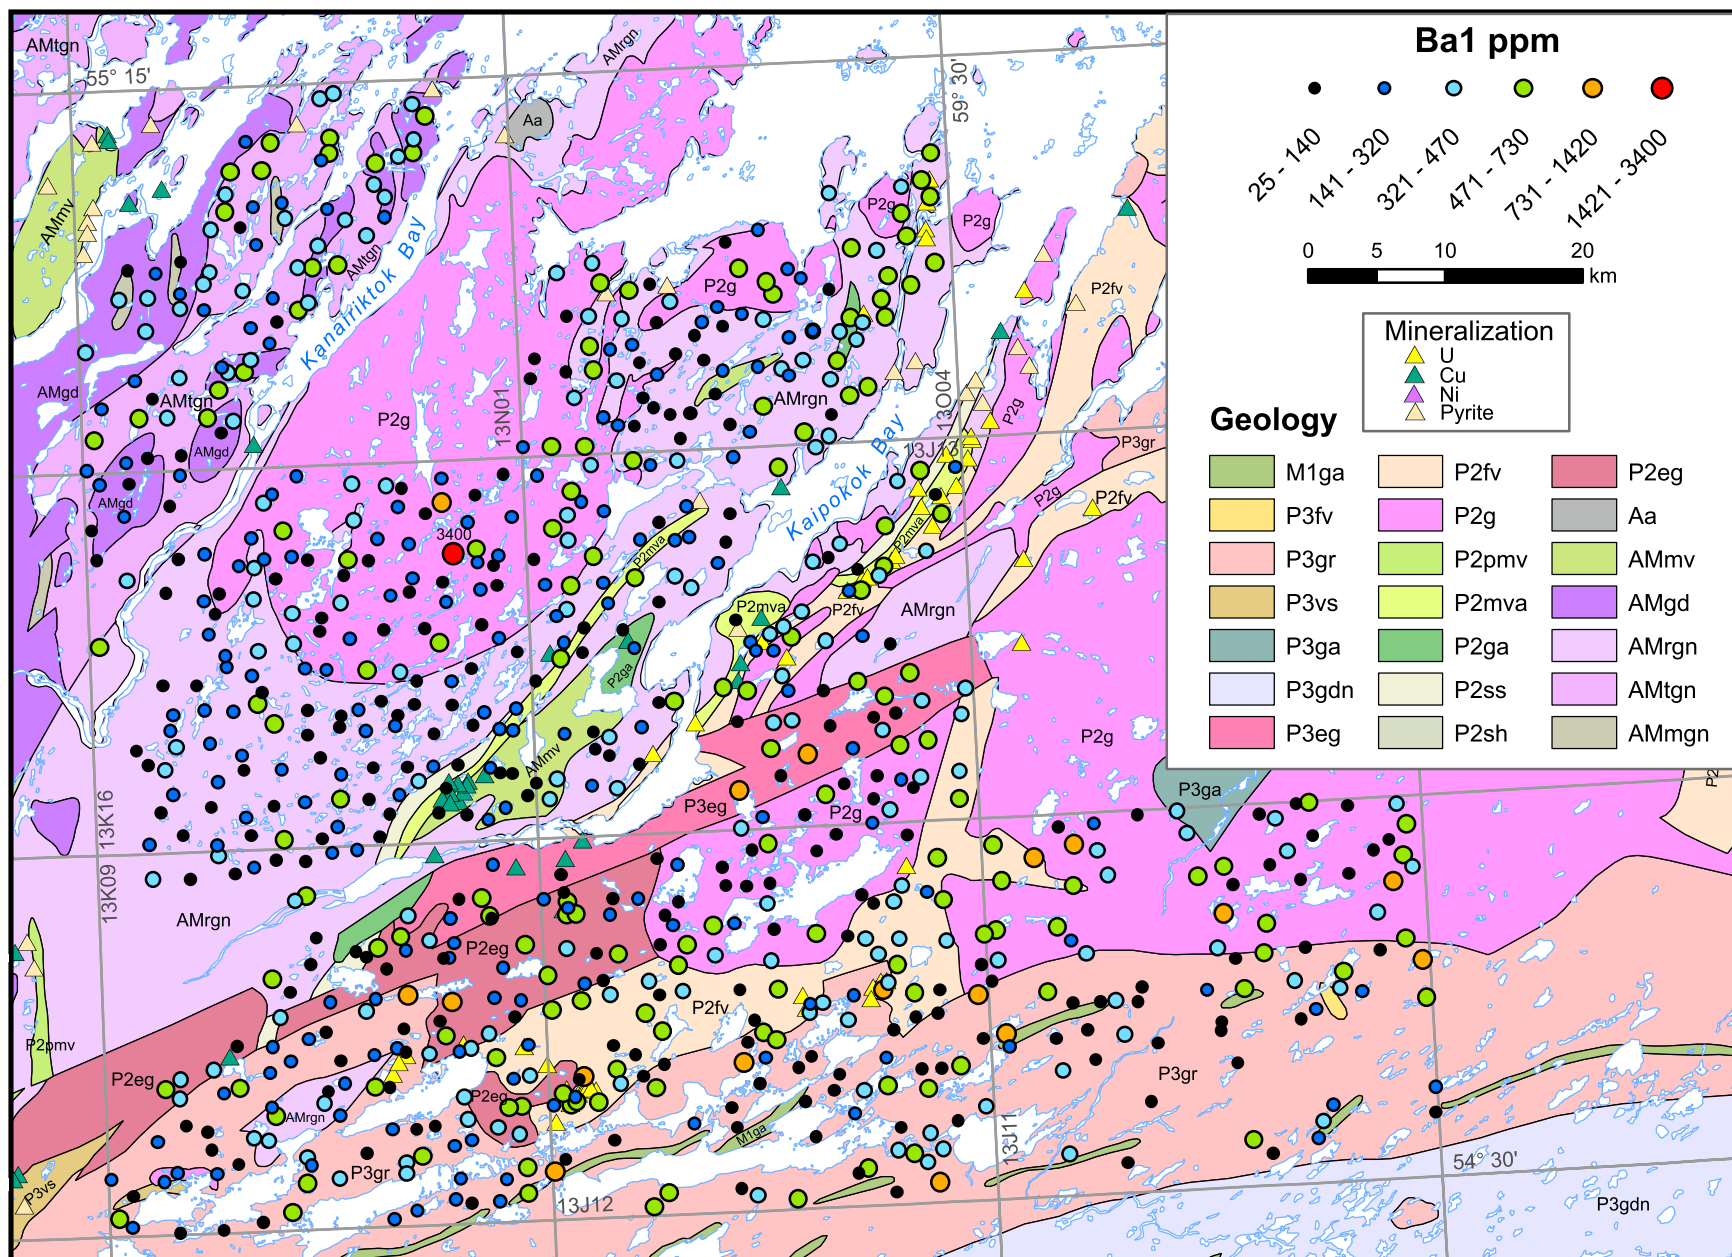 AMtgn
55° 15'
AMrgn
59° 30'
Aa
AMmv
AMtgn
AMtgn
Kanairiktok Bay
P2g
P2g
P2g
P2fv
AMgd
AMtgn
AMgd
AMgd
P2g
13N01
AMrgn
13O04
13J13
Kaipokok Bay
P2g
P3gr
P2g
P2fv
3400
P2mva
P2mva
P2mva
P2fv
AMrgn
P2ga
AMmv
P2g
P2
P3ga
P3eg
P2g
13K16
13K09
AMrgn
P2eg
P2fv
P2pmv
P2eg
P2eg
AMrgn
M1ga
P3gr
P3gr
P3vs
13J12
13J11
54° 30'
P3gdn
Ba1 ppm
25 - 140
141 - 320
321 - 470
471 - 730
731 - 1420
1421 - 3400
0 5 10 20
km
Mineralization
U
Cu
Ni
Pyrite
Geology
M1ga
P3fv
P3gr
P3vs
P3ga
P3gdn
P3eg
P2fv
P2g
P2pmv
P2mva
P2ga
P2ss
P2sh
P2eg
Aa
AMmv
AMgd
AMrgn
AMtgn
AMmgn